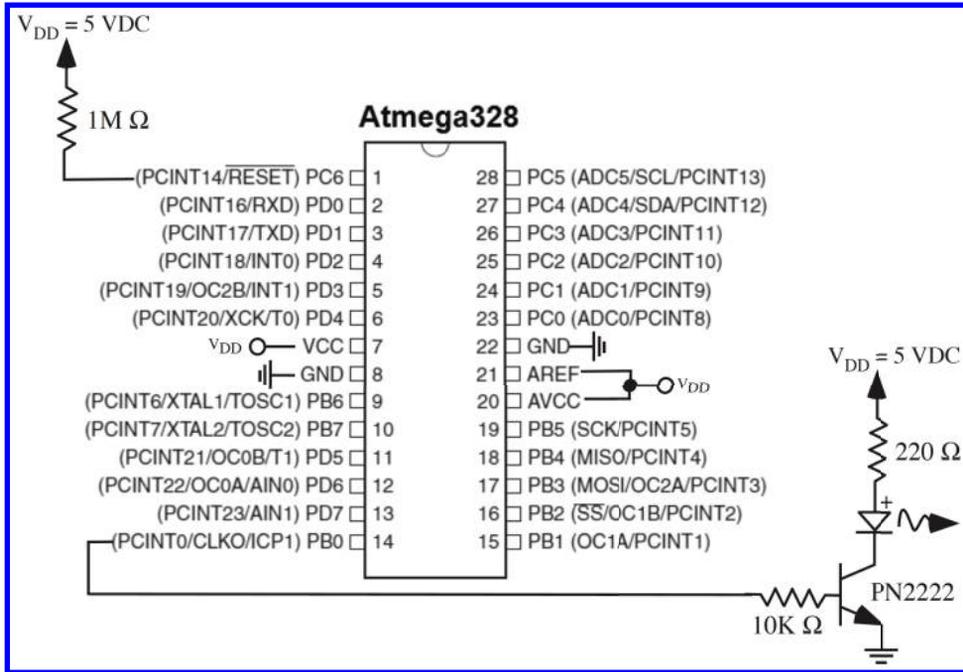 V_DD = 5 VDC
1M Ω
Atmega328
(PCINT14/RESET) PC6 1
(PCINT16/RXD) PD0 2
(PCINT17/TXD) PD1 3
(PCINT18/INT0) PD2 4
(PCINT19/OC2B/INT1) PD3 5
(PCINT20/XCK/T0) PD4 6
V_DD VCC 7
GND 8
(PCINT6/XTAL1/TOSC1) PB6 9
(PCINT7/XTAL2/TOSC2) PB7 10
(PCINT21/OC0B/T1) PD5 11
(PCINT22/OC0A/AIN0) PD6 12
(PCINT23/AIN1) PD7 13
(PCINT0/CLKO/ICP1) PB0 14
28 PC5 (ADC5/SCL/PCINT13)
27 PC4 (ADC4/SDA/PCINT12)
26 PC3 (ADC3/PCINT11)
25 PC2 (ADC2/PCINT10)
24 PC1 (ADC1/PCINT9)
23 PC0 (ADC0/PCINT8)
22 GND
21 AREF
V_DD
20 AVCC
19 PB5 (SCK/PCINT5)
18 PB4 (MISO/PCINT4)
17 PB3 (MOSI/OC2A/PCINT3)
16 PB2 (SS/OC1B/PCINT2)
15 PB1 (OC1A/PCINT1)
V_DD = 5 VDC
220 Ω
+
PN2222
10K Ω